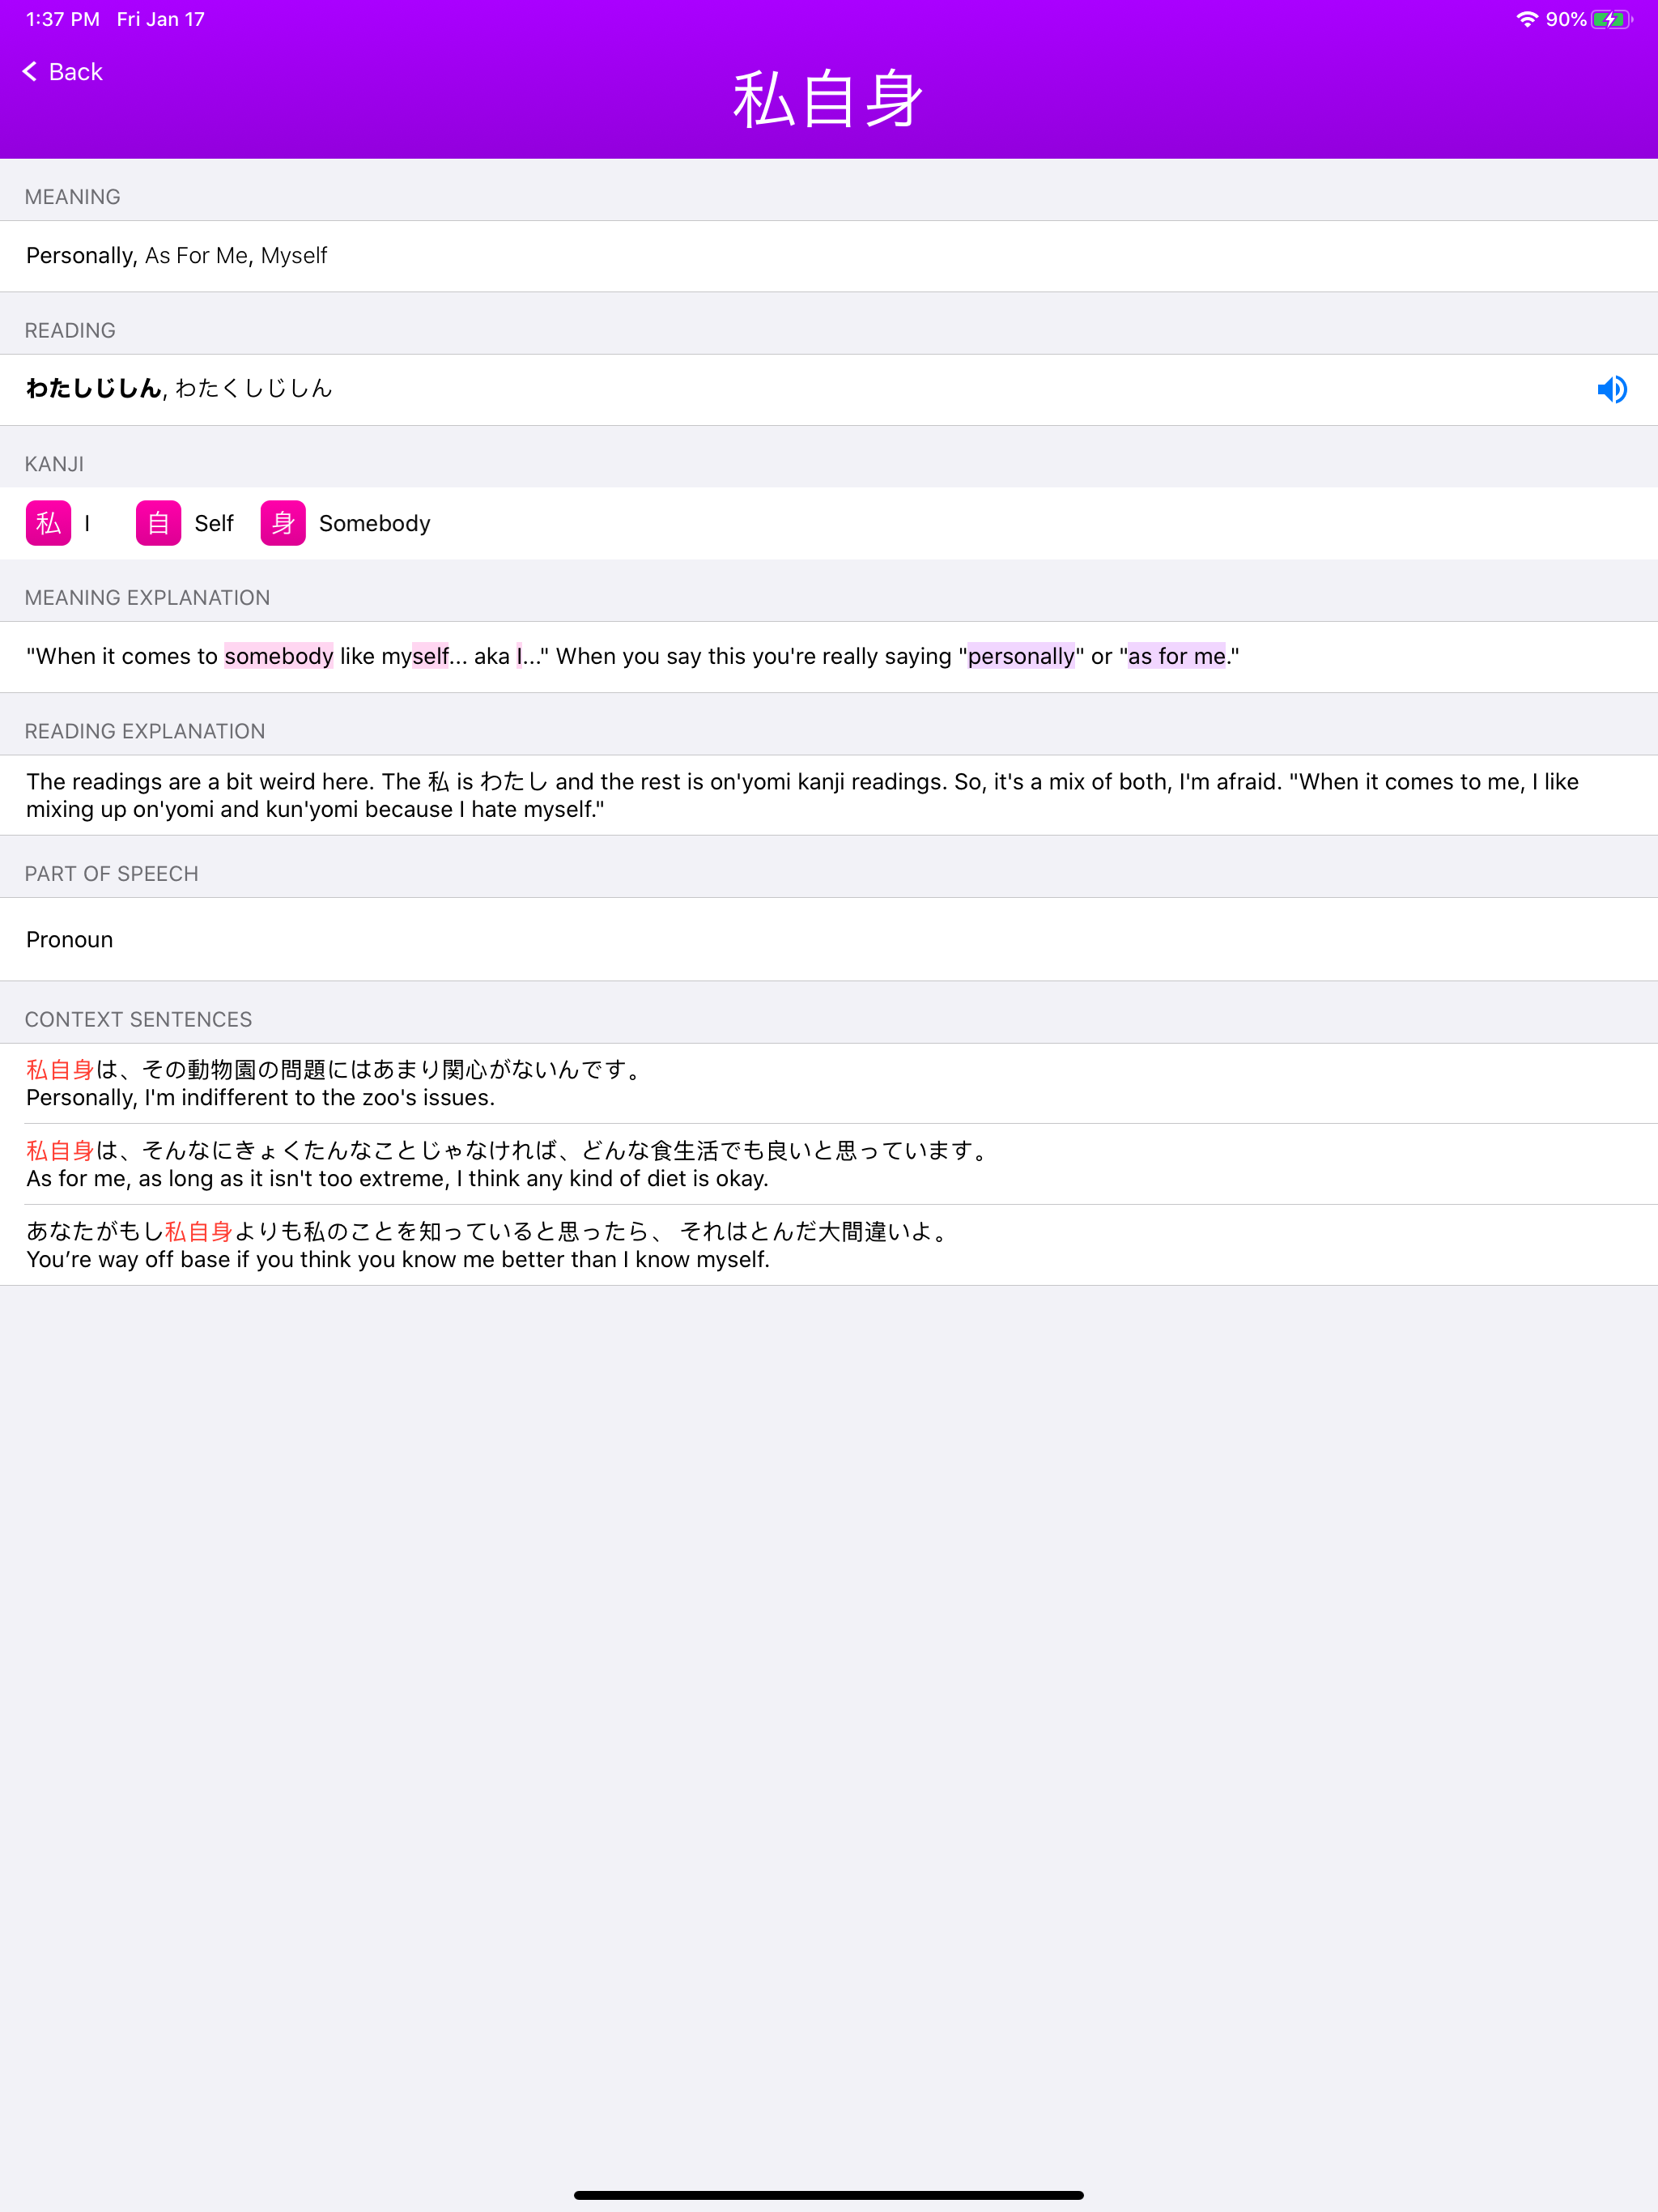 1:37 PM Fri Jan 17 90%
Back
私自身
MEANING
Personally, As For Me, Myself
READING
わたしじしん, わたくしじしん
KANJI
私 I 自 Self 身 Somebody
MEANING EXPLANATION
"When it comes to somebody like myself... aka I..." When you say this you're really saying "personally" or "as for me."
READING EXPLANATION
The readings are a bit weird here. The 私 is わたし and the rest is on'yomi kanji readings. So, it's a mix of both, I'm afraid. "When it comes to me, I like
mixing up on'yomi and kun'yomi because I hate myself."
PART OF SPEECH
Pronoun
CONTEXT SENTENCES
私自身は、その動物園の問題にはあまり関心がないんです。
Personally, I'm indifferent to the zoo's issues.
私自身は、そんなにきょくたんなことじゃなければ、どんな食生活でも良いと思っています。
As for me, as long as it isn't too extreme, I think any kind of diet is okay.
あなたがもし私自身よりも私のことを知っていると思ったら、 それはとんだ大間違いよ。
You’re way off base if you think you know me better than I know myself.